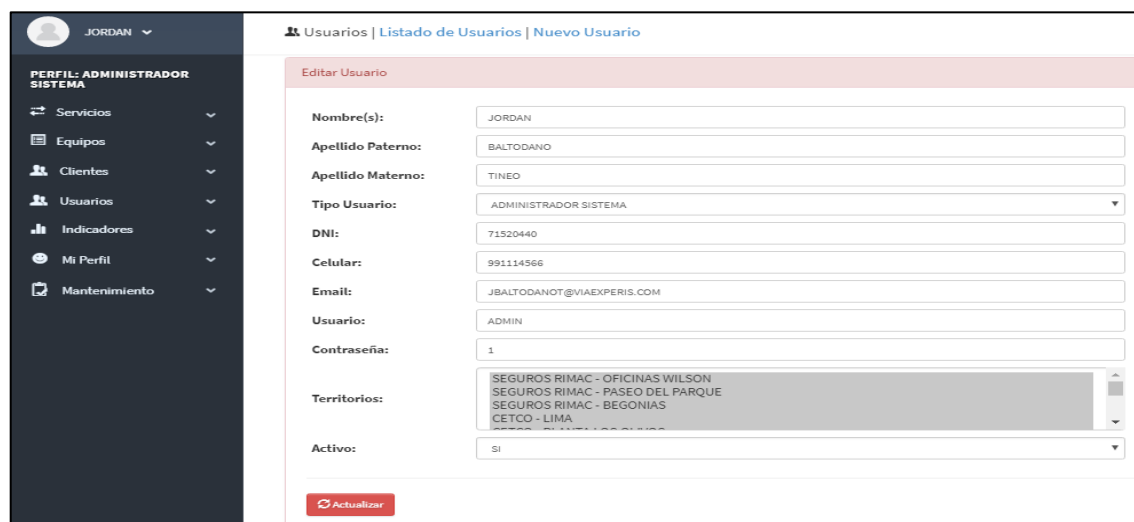 JORDAN
PERFIL: ADMINISTRADOR
SISTEMA
Servicios
Equipos
Clientes
Usuarios
Indicadores
Mi Perfil
Mantenimiento
Usuarios | Listado de Usuarios | Nuevo Usuario
Editar Usuario
Nombre(s): JORDAN
Apellido Paterno: BALTODANO
Apellido Materno: TINEO
Tipo Usuario: ADMINISTRADOR SISTEMA
DNI: 71520440
Celular: 991114566
Email: JBALTODANOT@VIAEXPERIS.COM
Usuario: ADMIN
Contraseña: 1
Territorios:
SEGUROS RIMAC - OFICINAS WILSON
SEGUROS RIMAC - PASEO DEL PARQUE
SEGUROS RIMAC - BEGONIAS
CETCO - LIMA
Activo: SI
Actualizar